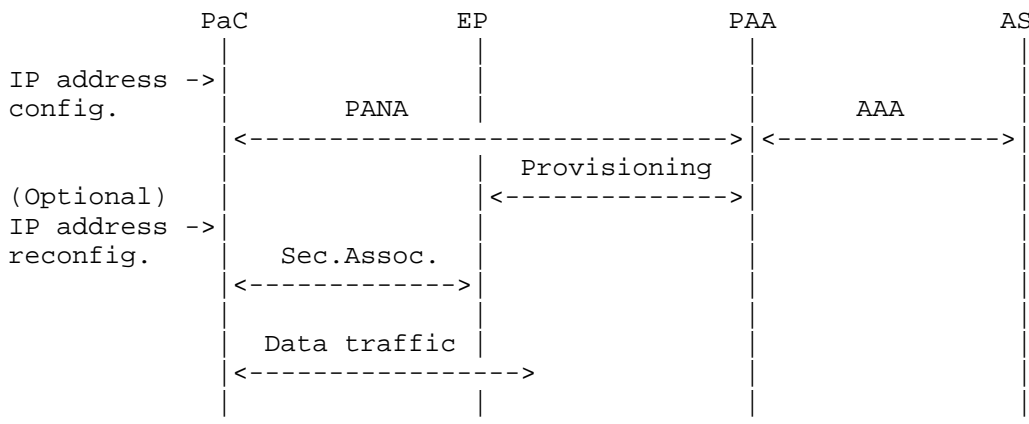 PaC EP PAA AS
IP address ->
config. PANA AAA
<-----------------------------> <-------------->
Provisioning
(Optional) <-------------->
IP address ->
reconfig. Sec.Assoc.
<------------->
Data traffic
<----------------->